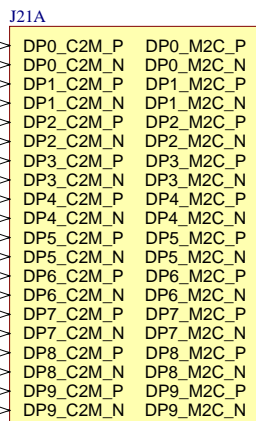 J21A
DP0_C2M_P DP0_M2C_P
DP0_C2M_N DP0_M2C_N
DP1_C2M_P DP1_M2C_P
DP1_C2M_N DP1_M2C_N
DP2_C2M_P DP2_M2C_P
DP2_C2M_N DP2_M2C_N
DP3_C2M_P DP3_M2C_P
DP3_C2M_N DP3_M2C_N
DP4_C2M_P DP4_M2C_P
DP4_C2M_N DP4_M2C_N
DP5_C2M_P DP5_M2C_P
DP5_C2M_N DP5_M2C_N
DP6_C2M_P DP6_M2C_P
DP6_C2M_N DP6_M2C_N
DP7_C2M_P DP7_M2C_P
DP7_C2M_N DP7_M2C_N
DP8_C2M_P DP8_M2C_P
DP8_C2M_N DP8_M2C_N
DP9_C2M_P DP9_M2C_P
DP9_C2M_N DP9_M2C_N